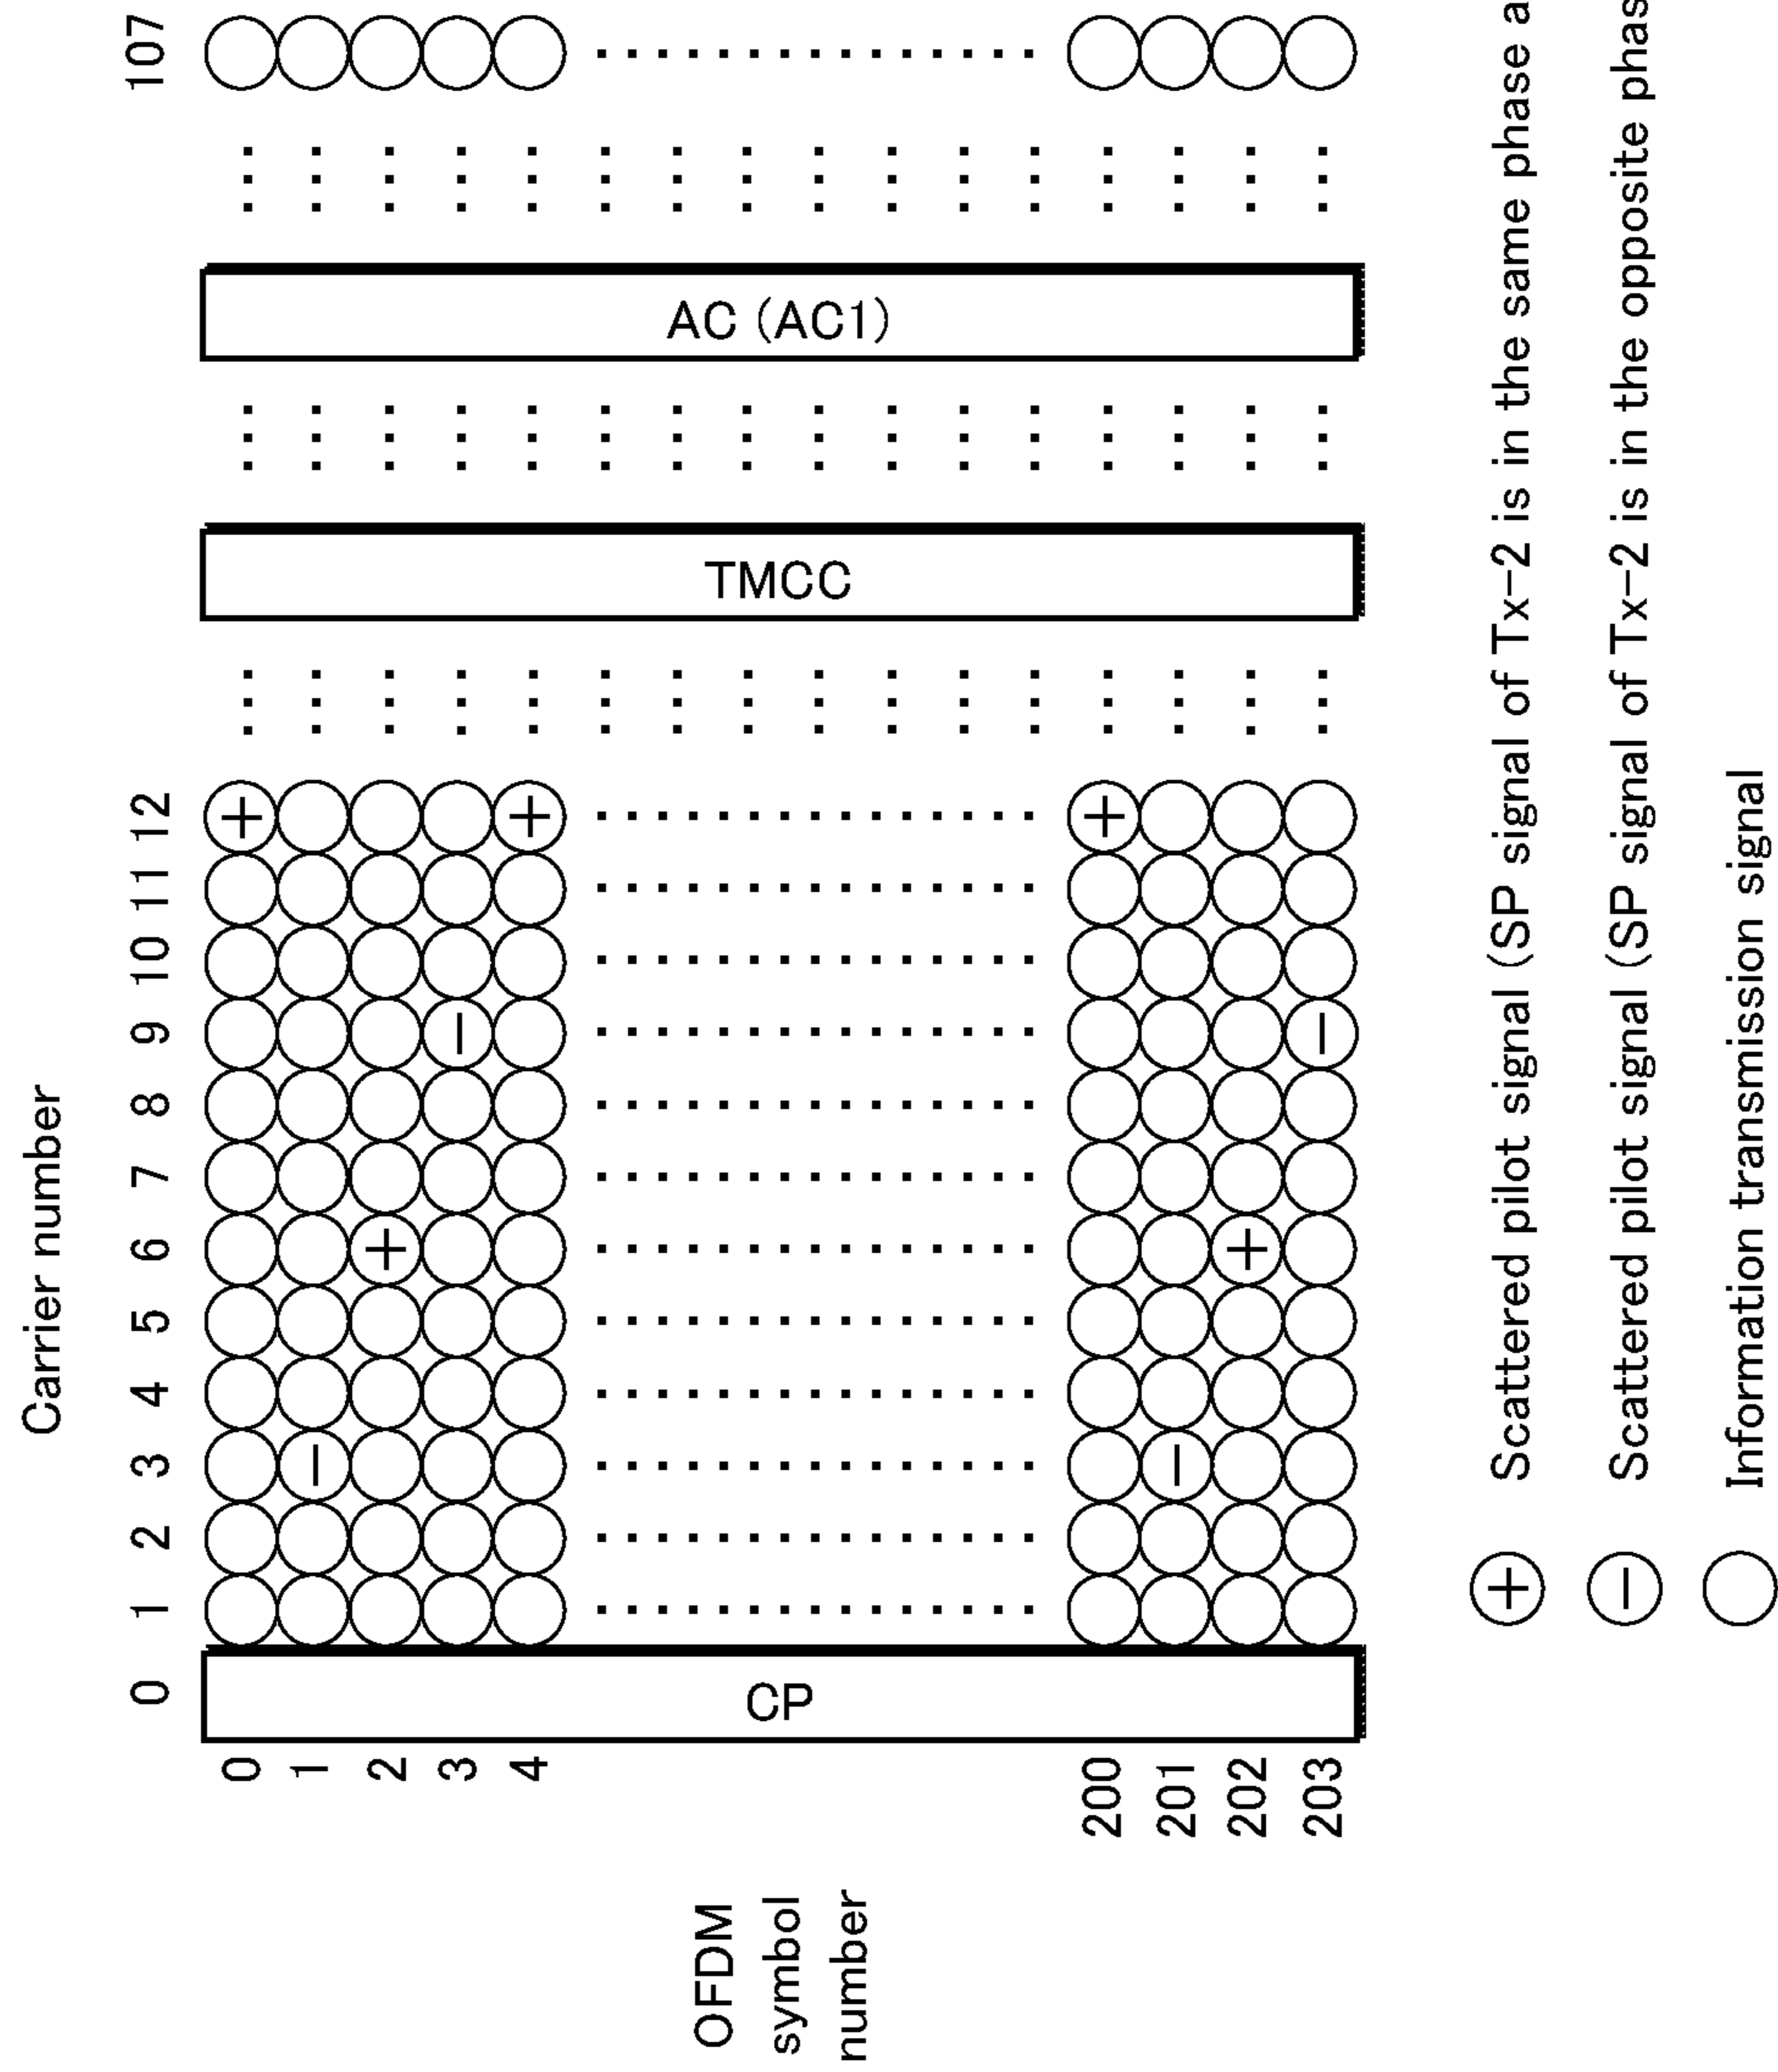 Carrier number
0 1 2 3 4 5 6 7 8 9 10 11 12 107
OFDM
symbol
number
0
1
2
3
4
200
201
202
203
CP
TMCC
AC (AC1)
+
−
+
−
+
+
−
+
−
+
+ Scattered pilot signal (SP signal of Tx-2 is in the same phase a
− Scattered pilot signal (SP signal of Tx-2 is in the opposite phas
Information transmission signal